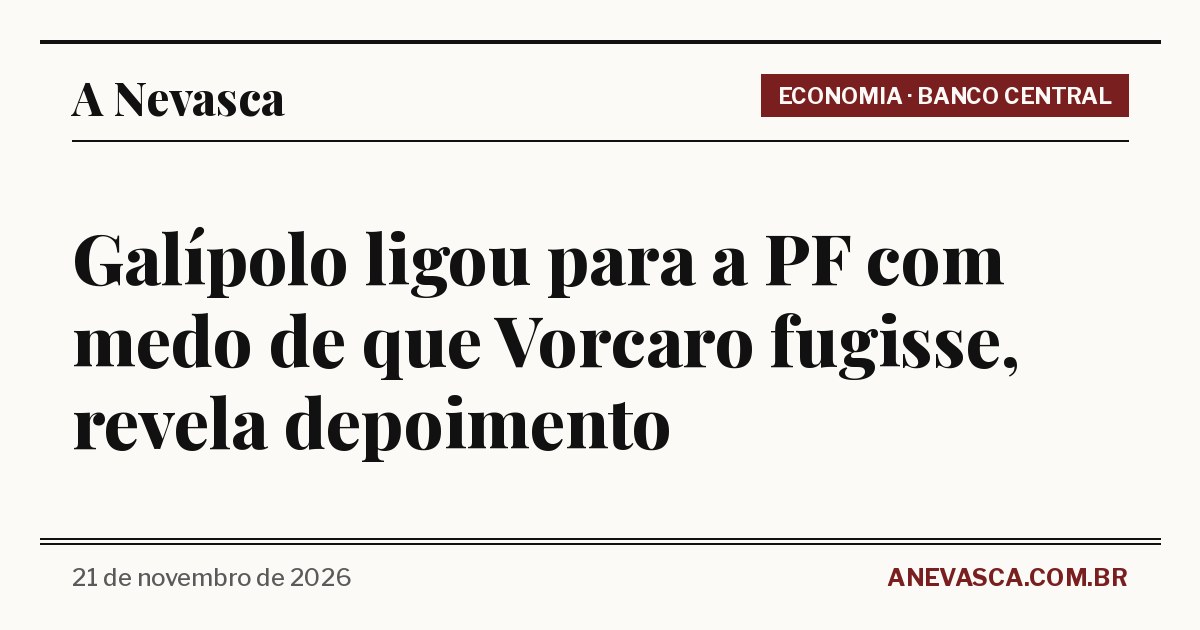 A Nevasca
ECONOMIA · BANCO CENTRAL
Galípolo ligou para a PF com
medo de que Vorcaro fugisse,
revela depoimento
21 de novembro de 2026
ANEVASCA.COM.BR